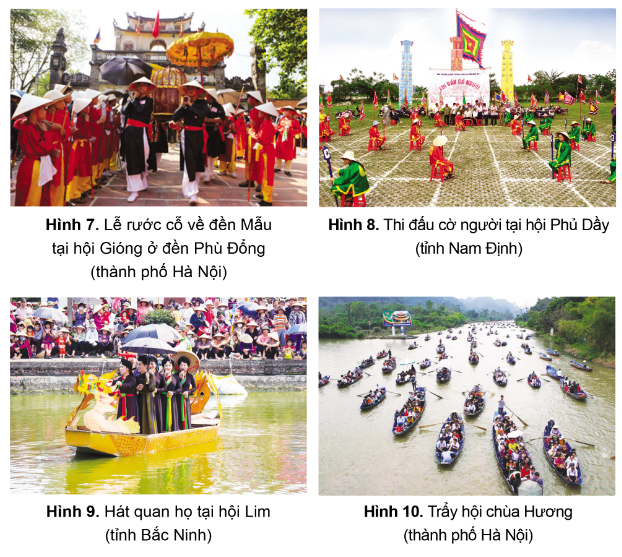 Hình 7. Lễ rước cỗ về đền Mẫu
tại hội Gióng ở đền Phù Đổng
(thành phố Hà Nội)
Hình 8. Thi đấu cờ người tại hội Phủ Dầy
(tỉnh Nam Định)
Hình 9. Hát quan họ tại hội Lim
(tỉnh Bắc Ninh)
Hình 10. Trẩy hội chùa Hương
(thành phố Hà Nội)